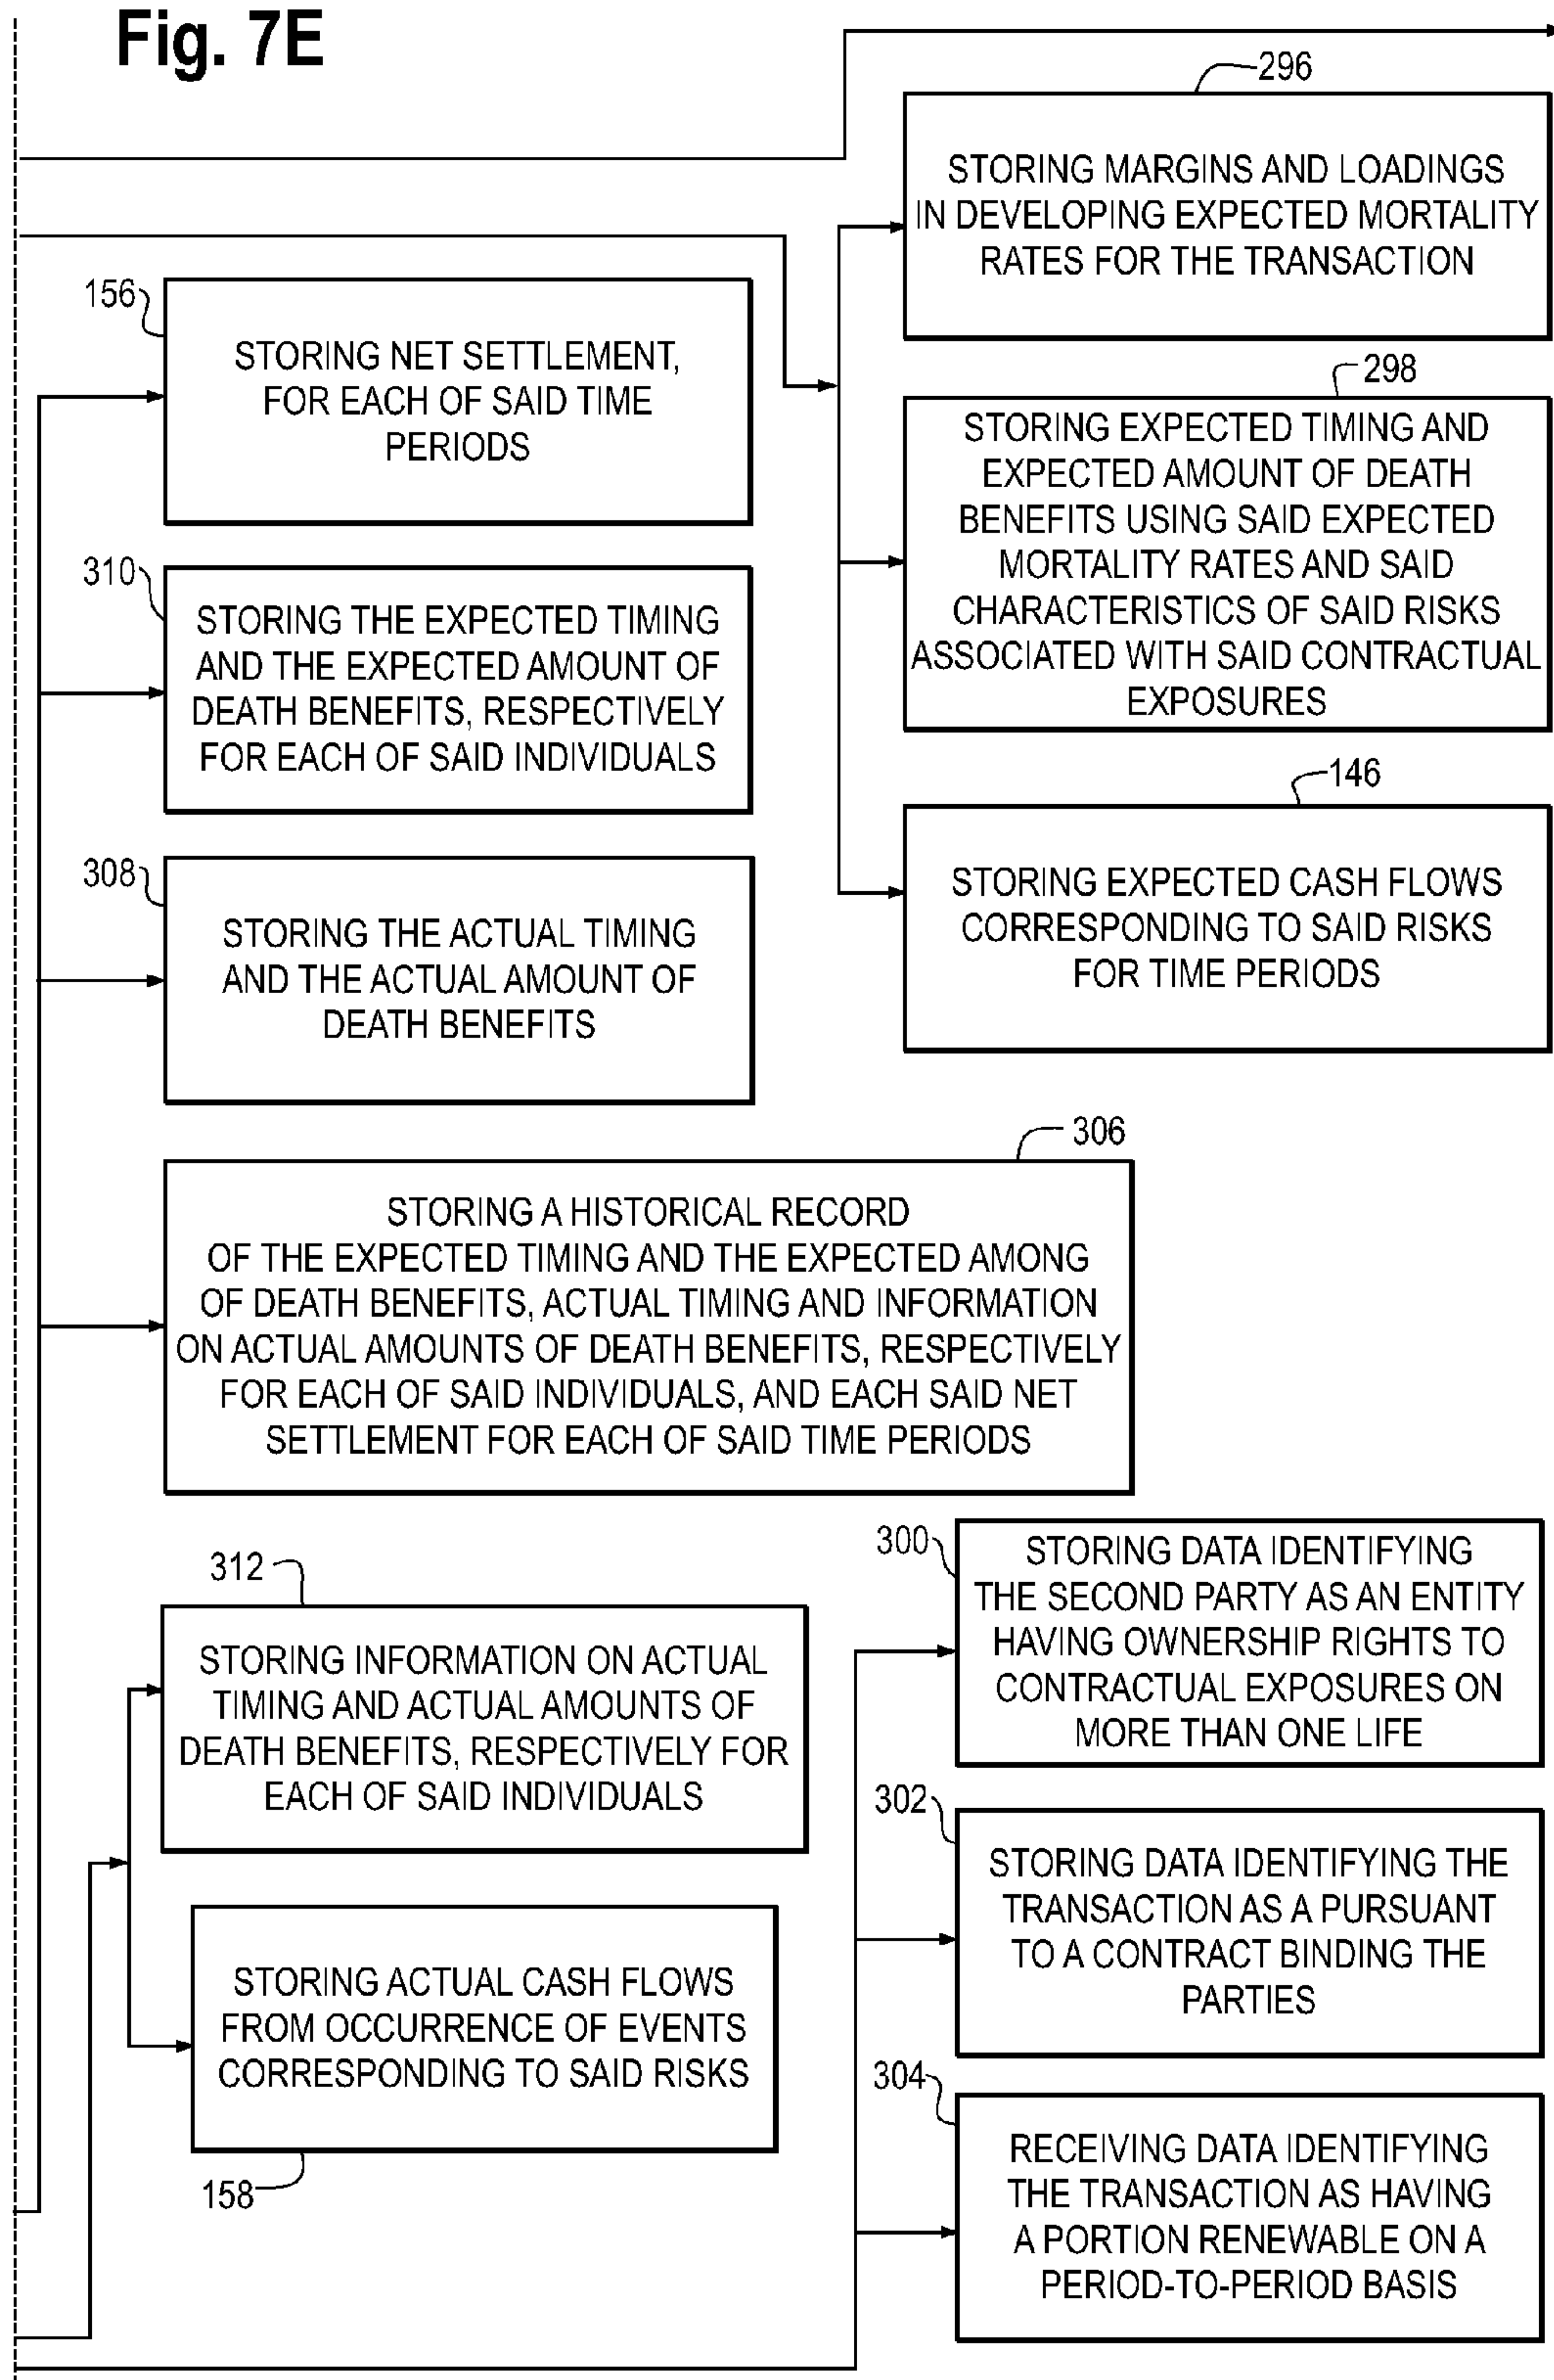 Fig. 7E
296
STORING MARGINS AND LOADINGS
IN DEVELOPING EXPECTED MORTALITY
RATES FOR THE TRANSACTION
156
STORING NET SETTLEMENT,
FOR EACH OF SAID TIME
PERIODS
298
STORING EXPECTED TIMING AND
EXPECTED AMOUNT OF DEATH
BENEFITS USING SAID EXPECTED
MORTALITY RATES AND SAID
CHARACTERISTICS OF SAID RISKS
ASSOCIATED WITH SAID CONTRACTUAL
EXPOSURES
310
STORING THE EXPECTED TIMING
AND THE EXPECTED AMOUNT OF
DEATH BENEFITS, RESPECTIVELY
FOR EACH OF SAID INDIVIDUALS
146
STORING EXPECTED CASH FLOWS
CORRESPONDING TO SAID RISKS
FOR TIME PERIODS
308
STORING THE ACTUAL TIMING
AND THE ACTUAL AMOUNT OF
DEATH BENEFITS
306
STORING A HISTORICAL RECORD
OF THE EXPECTED TIMING AND THE EXPECTED AMONG
OF DEATH BENEFITS, ACTUAL TIMING AND INFORMATION
ON ACTUAL AMOUNTS OF DEATH BENEFITS, RESPECTIVELY
FOR EACH OF SAID INDIVIDUALS, AND EACH SAID NET
SETTLEMENT FOR EACH OF SAID TIME PERIODS
300
STORING DATA IDENTIFYING
THE SECOND PARTY AS AN ENTITY
HAVING OWNERSHIP RIGHTS TO
CONTRACTUAL EXPOSURES ON
MORE THAN ONE LIFE
312
STORING INFORMATION ON ACTUAL
TIMING AND ACTUAL AMOUNTS OF
DEATH BENEFITS, RESPECTIVELY FOR
EACH OF SAID INDIVIDUALS
302
STORING DATA IDENTIFYING THE
TRANSACTION AS A PURSUANT
TO A CONTRACT BINDING THE
PARTIES
STORING ACTUAL CASH FLOWS
FROM OCCURRENCE OF EVENTS
CORRESPONDING TO SAID RISKS
158
304
RECEIVING DATA IDENTIFYING
THE TRANSACTION AS HAVING
A PORTION RENEWABLE ON A
PERIOD-TO-PERIOD BASIS